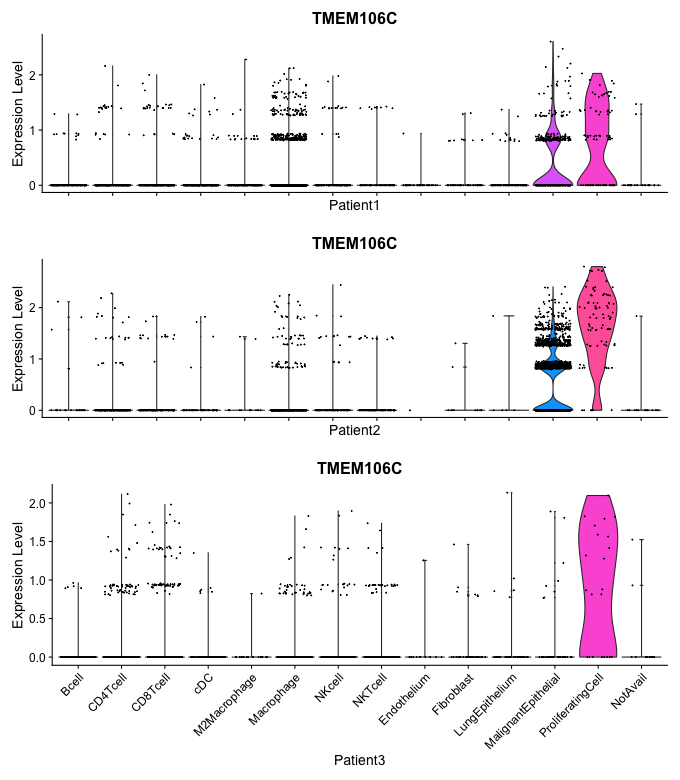 TMEM106C
Expression Level
2
1
0
Patient1
TMEM106C
Expression Level
2
1
0
Patient2
TMEM106C
Expression Level
2.0
1.5
1.0
0.5
0.0
Bcell
CD4Tcell
CD8Tcell
cDC
M2Macrophage
Macrophage
NKcell
NKTcell
Endothelium
Fibroblast
LungEpithelium
MalignantEpithelial
ProliferatingCell
NotAvail
Patient3